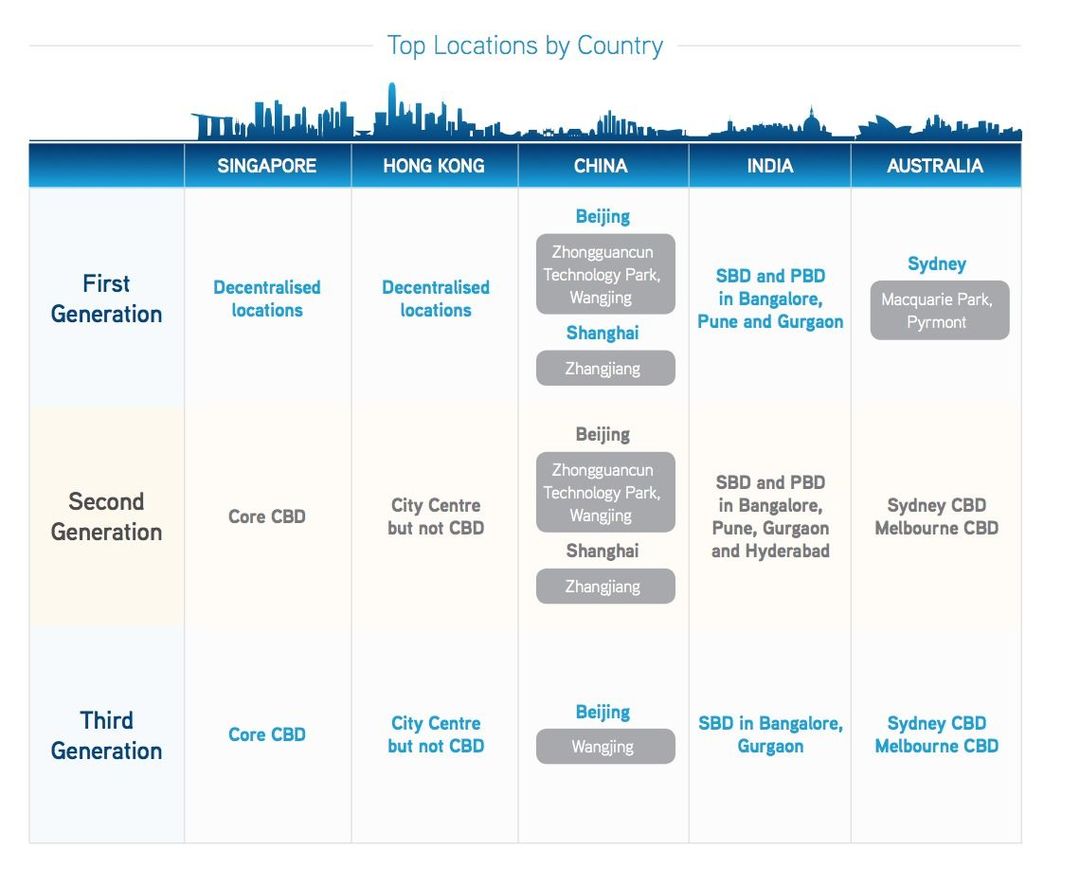 Top Locations by Country
SINGAPORE
HONG KONG
CHINA
INDIA
AUSTRALIA
First
Generation
Decentralised
locations
Decentralised
locations
Beijing
Zhongguancun
Technology Park,
Wangjing
Shanghai
Zhangjiang
SBD and PBD
in Bangalore,
Pune and Gurgaon
Sydney
Macquarie Park,
Pyrmont
Second
Generation
Core CBD
City Centre
but not CBD
Beijing
Zhongguancun
Technology Park,
Wangjing
Shanghai
Zhangjiang
SBD and PBD
in Bangalore,
Pune, Gurgaon
and Hyderabad
Sydney CBD
Melbourne CBD
Third
Generation
Core CBD
City Centre
but not CBD
Beijing
Wangjing
SBD in Bangalore,
Gurgaon
Sydney CBD
Melbourne CBD